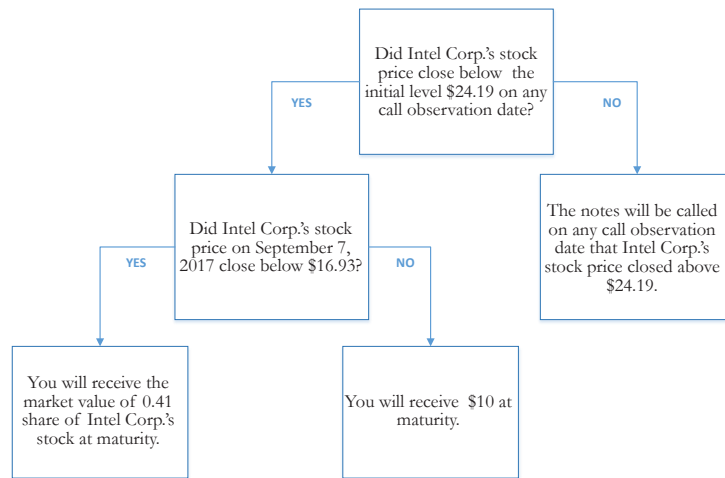 Did Intel Corp.'s stock
price close below the
initial level $24.19 on any
call observation date?
YES
NO
Did Intel Corp.'s stock
price on September 7,
2017 close below $16.93?
The notes will be called
on any call observation
date that Intel Corp.'s
stock price closed above
$24.19.
YES
NO
You will receive the
market value of 0.41
share of Intel Corp.'s
stock at maturity.
You will receive $10 at
maturity.